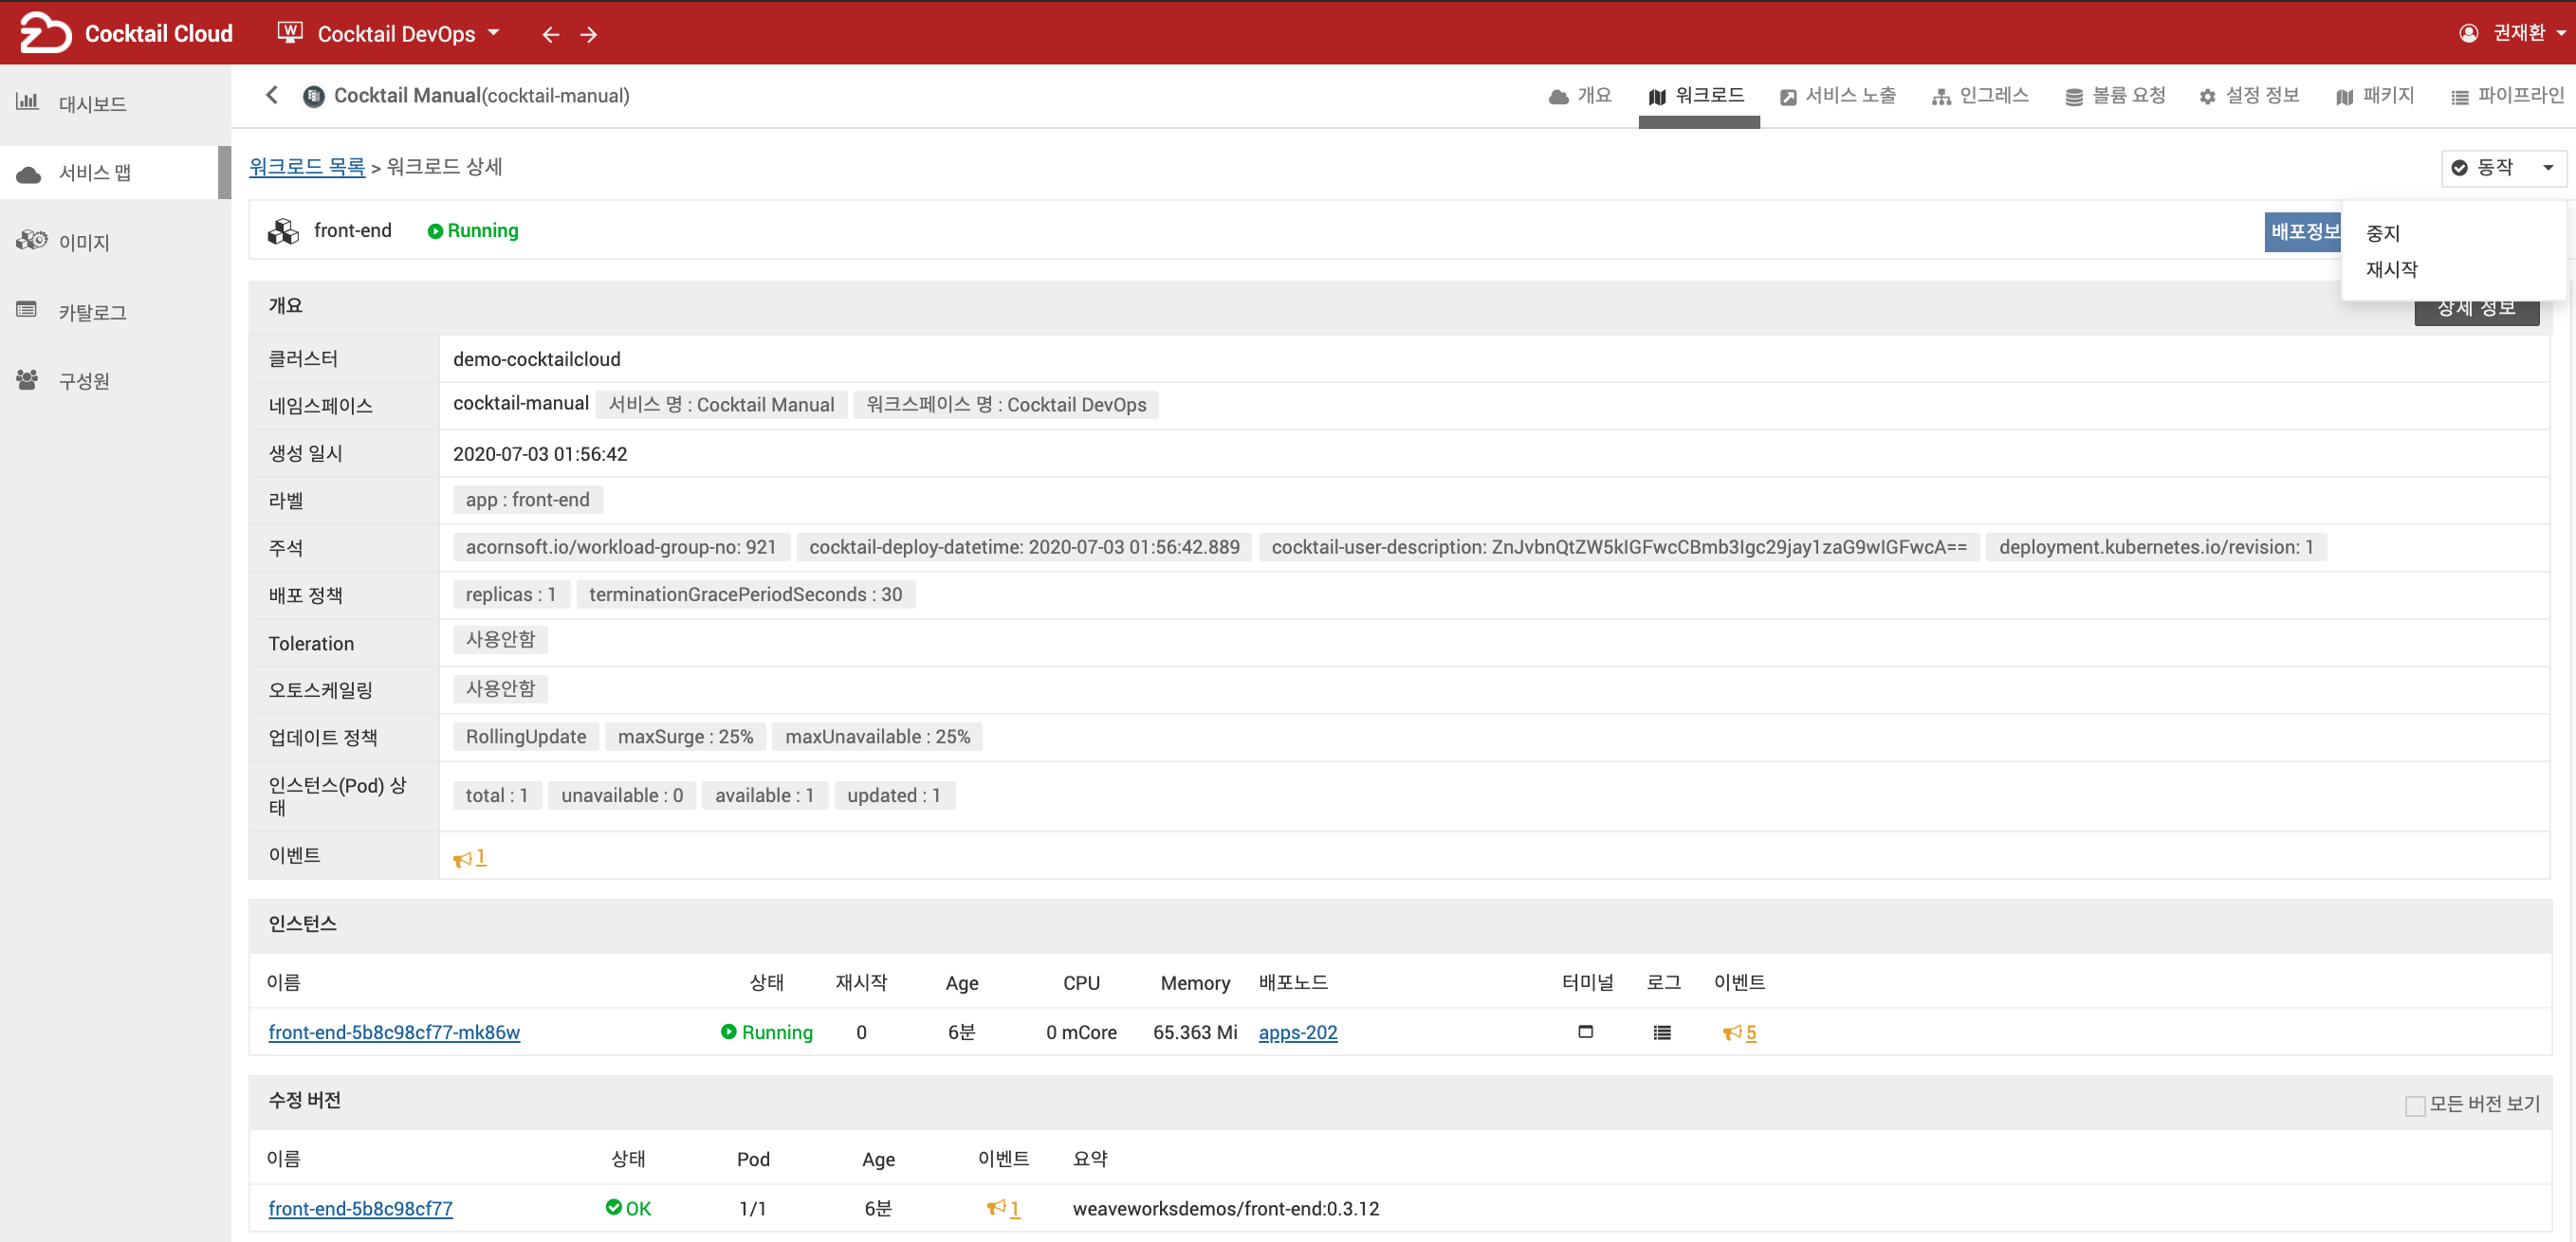 Cocktail Cloud
W Cocktail DevOps
권재환
대시보드
서비스 맵
이미지
카탈로그
구성원
Cocktail Manual(cocktail-manual)
개요 워크로드 서비스 노출 인그레스 볼륨 요청 설정 정보 패키지 파이프라인
워크로드 목록 > 워크로드 상세
동작
중지
재시작
front-end Running
배포정보
개요
상세 정보
클러스터 demo-cocktailcloud
네임스페이스 cocktail-manual 서비스 명 : Cocktail Manual 워크스페이스 명 : Cocktail DevOps
생성 일시 2020-07-03 01:56:42
라벨 app : front-end
주석 acornsoft.io/workload-group-no: 921 cocktail-deploy-datetime: 2020-07-03 01:56:42.889 cocktail-user-description: ZnJvbnQtZW5kIGFwcCBmb3Igc29jay1zaG9wIGFwcA== deployment.kubernetes.io/revision: 1
배포 정책 replicas : 1 terminationGracePeriodSeconds : 30
Toleration 사용안함
오토스케일링 사용안함
업데이트 정책 RollingUpdate maxSurge : 25% maxUnavailable : 25%
인스턴스(Pod) 상
태
total : 1 unavailable : 0 available : 1 updated : 1
이벤트 1
인스턴스
이름 상태 재시작 Age CPU Memory 배포노드 터미널 로그 이벤트
front-end-5b8c98cf77-mk86w Running 0 6분 0 mCore 65.363 Mi apps-202 5
수정 버전
모든 버전 보기
이름 상태 Pod Age 이벤트 요약
front-end-5b8c98cf77 OK 1/1 6분 1 weaveworksdemos/front-end:0.3.12